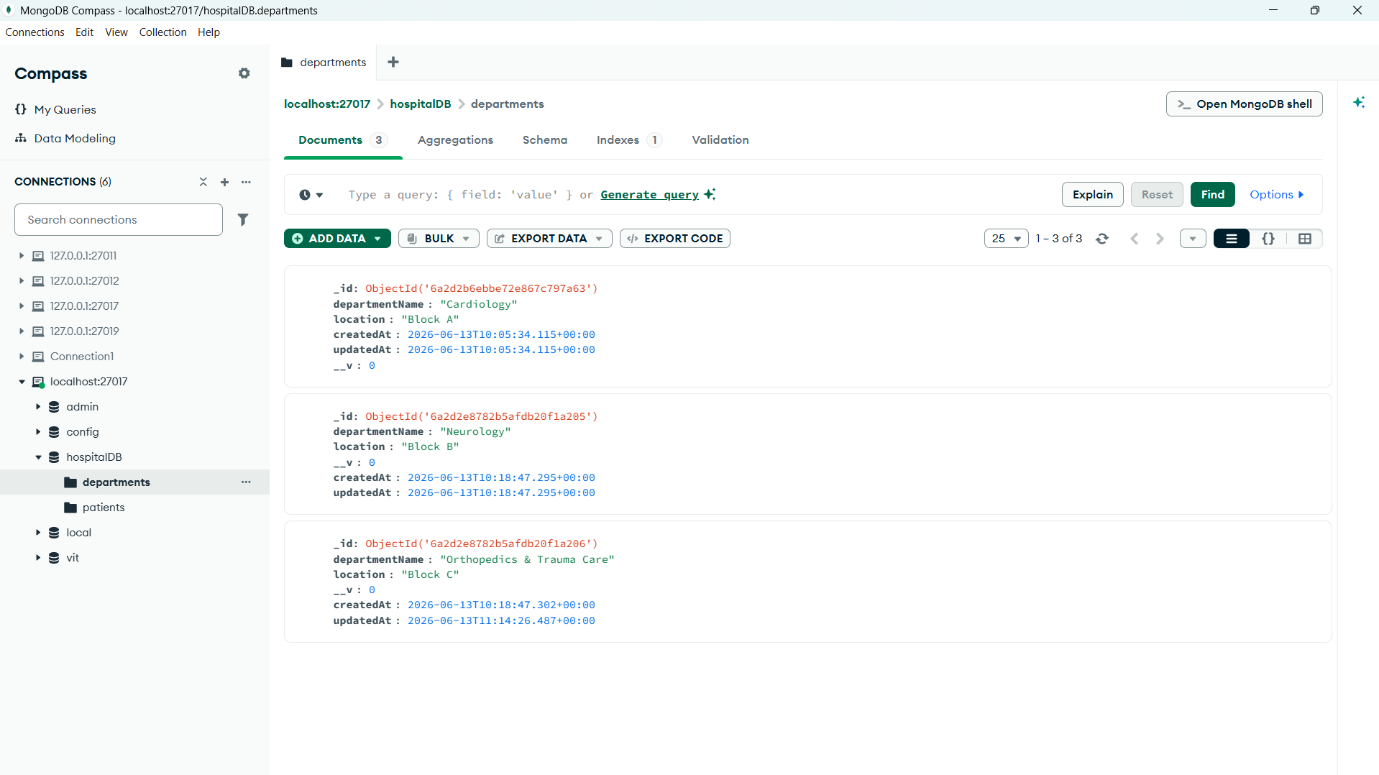 MongoDB Compass - localhost:27017/hospitalDB.departments
Connections Edit View Collection Help
Compass
My Queries
Data Modeling
CONNECTIONS (6)
Search connections
127.0.0.1:27011
127.0.0.1:27012
127.0.0.1:27017
127.0.0.1:27019
Connection1
localhost:27017
admin
config
hospitalDB
departments
patients
local
vit
departments
localhost:27017 > hospitalDB > departments
>_ Open MongoDB shell
Documents 3 Aggregations Schema Indexes 1 Validation
Type a query: { field: 'value' } or Generate query
Explain Reset Find Options
ADD DATA BULK EXPORT DATA </> EXPORT CODE
25 1 – 3 of 3 {}
_id: ObjectId('6a2d2b6ebbe72e867c797a63')
departmentName : "Cardiology"
location : "Block A"
createdAt : 2026-06-13T10:05:34.115+00:00
updatedAt : 2026-06-13T10:05:34.115+00:00
__v : 0
_id: ObjectId('6a2d2e8782b5afdb20f1a205')
departmentName : "Neurology"
location : "Block B"
__v : 0
createdAt : 2026-06-13T10:18:47.295+00:00
updatedAt : 2026-06-13T10:18:47.295+00:00
_id: ObjectId('6a2d2e8782b5afdb20f1a206')
departmentName : "Orthopedics & Trauma Care"
location : "Block C"
__v : 0
createdAt : 2026-06-13T10:18:47.302+00:00
updatedAt : 2026-06-13T11:14:26.487+00:00